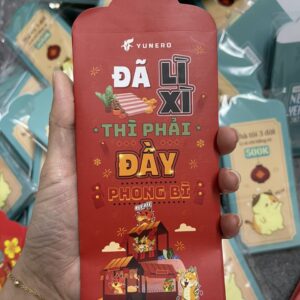 YUNERO
ĐÃ LÌ XÌ
THÌ PHẢI
ĐẦY
PHONG BÌ
500K